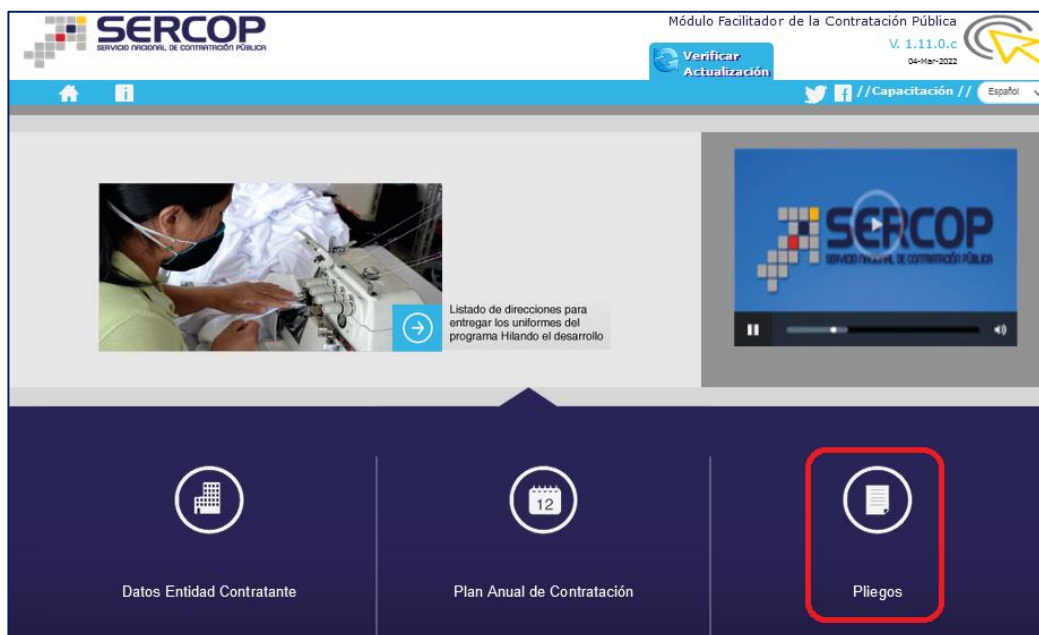 SERCOP
SERVICIO NACIONAL DE CONTRATACIÓN PÚBLICA
Módulo Facilitador de la Contratación Pública
V. 1.11.0.c
04-Mar-2022
Verificar
Actualización
//Capacitación //
Español
Listado de direcciones para
entregar los uniformes del
programa Hilando el desarrollo
SERCOP
SERVICIO NACIONAL DE CONTRATACIÓN PÚBLICA
12
Datos Entidad Contratante
Plan Anual de Contratación
Pliegos